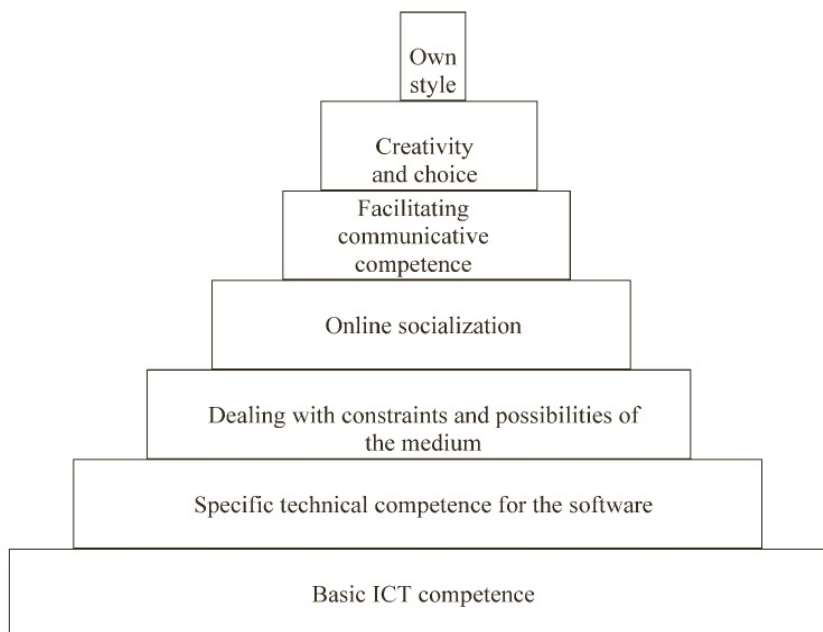 Own
style
Creativity
and choice
Facilitating
communicative
competence
Online socialization
Dealing with constraints and possibilities of
the medium
Specific technical competence for the software
Basic ICT competence